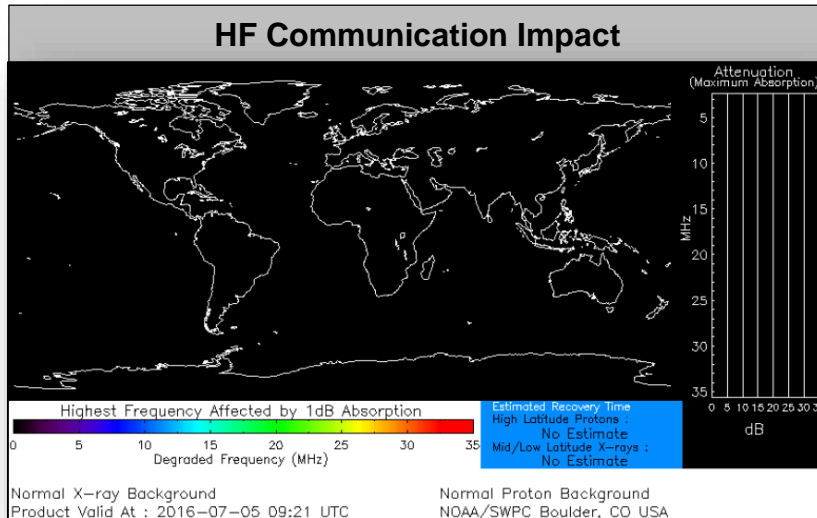 HF Communication Impact
Attenuation
(Maximum Absorption)
5
10
15
20
25
30
35
MHz
0 5 10 15 20 25 30
dB
Highest Frequency Affected by 1dB Absorption
0 5 10 15 20 25 30 35
Degraded Frequency (MHz)
Estimated Recovery Time
High Latitude Protons :
No Estimate
Mid/Low Latitude X-rays :
No Estimate
Normal X-ray Background
Product Valid At : 2016-07-05 09:21 UTC
Normal Proton Background
NOAA/SWPC Boulder, CO USA